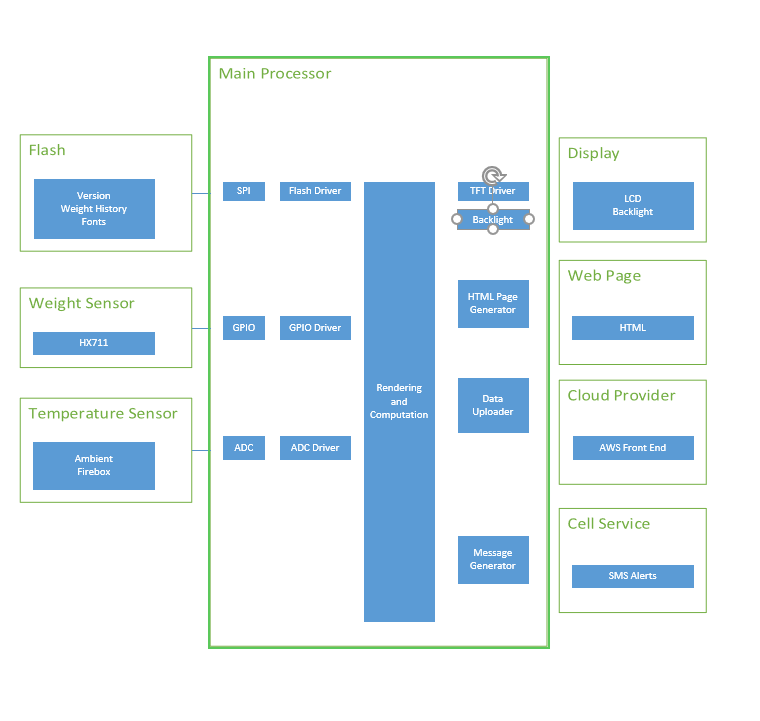 Main Processor
Flash
Version
Weight History
Fonts
SPI
Flash Driver
TFT Driver
Backlight
Display
LCD
Backlight
Weight Sensor
HX711
GPIO
GPIO Driver
HTML Page
Generator
Web Page
HTML
Rendering
and
Computation
Temperature Sensor
Ambient
Firebox
ADC
ADC Driver
Data
Uploader
Cloud Provider
AWS Front End
Message
Generator
Cell Service
SMS Alerts